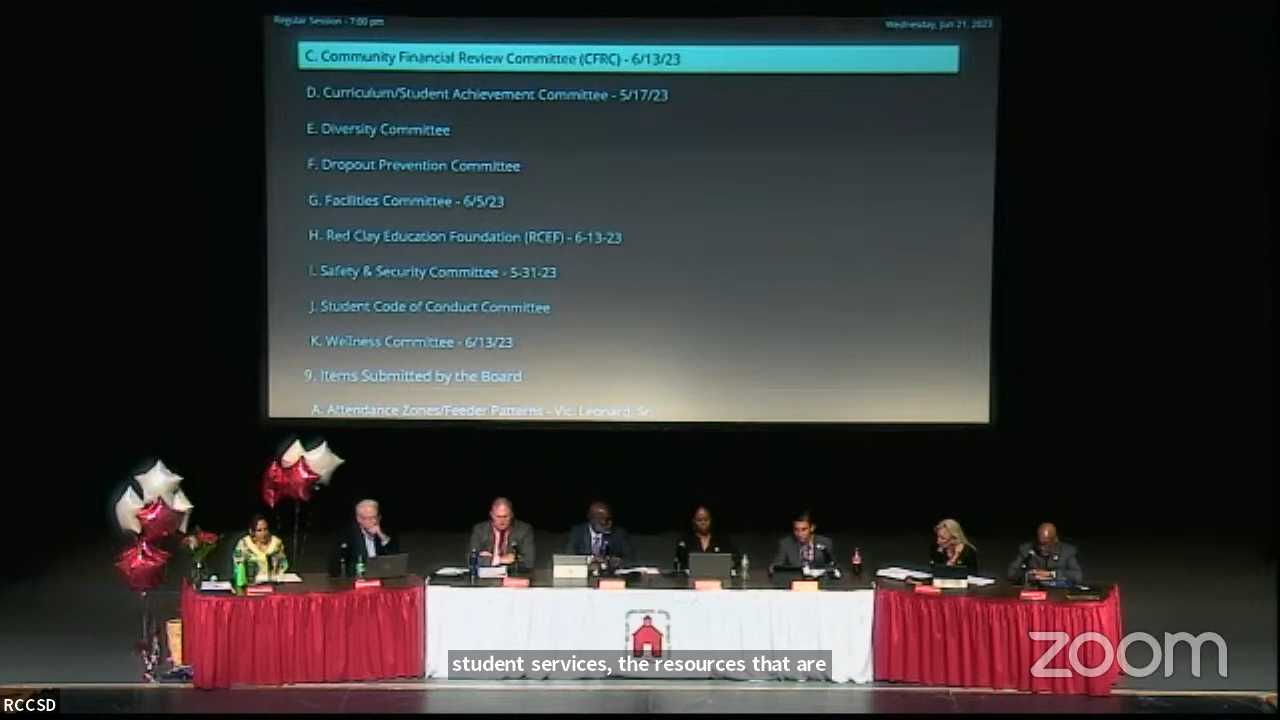 Regular Session - 7:00 pm
Wednesday, Jun 21, 2023
C. Community Financial Review Committee (CFRC) - 6/13/23
D. Curriculum/Student Achievement Committee - 5/17/23
E. Diversity Committee
F. Dropout Prevention Committee
G. Facilities Committee - 6/5/23
H. Red Clay Education Foundation (RCEF) - 6-13-23
I. Safety & Security Committee - 5-31-23
J. Student Code of Conduct Committee
K. Wellness Committee - 6/13/23
9. Items Submitted by the Board
A. Attendance Zones/Feeder Patterns - Vic Leonard, Sr.
student services, the resources that are
zoom
RCCSD